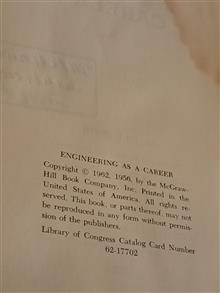 ENGINEERING AS A CAREER
Copyright © 1962, 1956, by the McGraw-
Hill Book Company, Inc. Printed in the
United States of America. All rights re-
served. This book, or parts thereof, may not
be reproduced in any form without permis-
sion of the publishers.
Library of Congress Catalog Card Number
62-17702